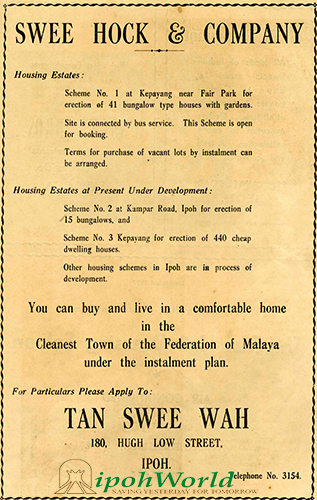 SWEE HOCK & COMPANY
Housing Estates :
Scheme No. 1 at Kepayang near Fair Park for
erection of 41 bungalow type houses with gardens.
Site is connected by bus service. This Scheme is open
for booking.
Terms for purchase of vacant lots by instalment can
be arranged.
Housing Estates at Present Under Development :
Scheme No. 2 at Kampar Road, Ipoh for erection of
15 bungalows, and
Scheme No. 3 Kepayang for erection of 440 cheap
dwelling houses.
Other housing schemes in Ipoh are in process of
development.
You can buy and live in a comfortable home
in the
Cleanest Town of the Federation of Malaya
under the instalment plan.
For Particulars Please Apply To :
TAN SWEE WAH
180, HUGH LOW STREET,
IPOH.
Telephone No. 3154.
ipohWorld
SAVING YESTERDAY FOR TOMORROW